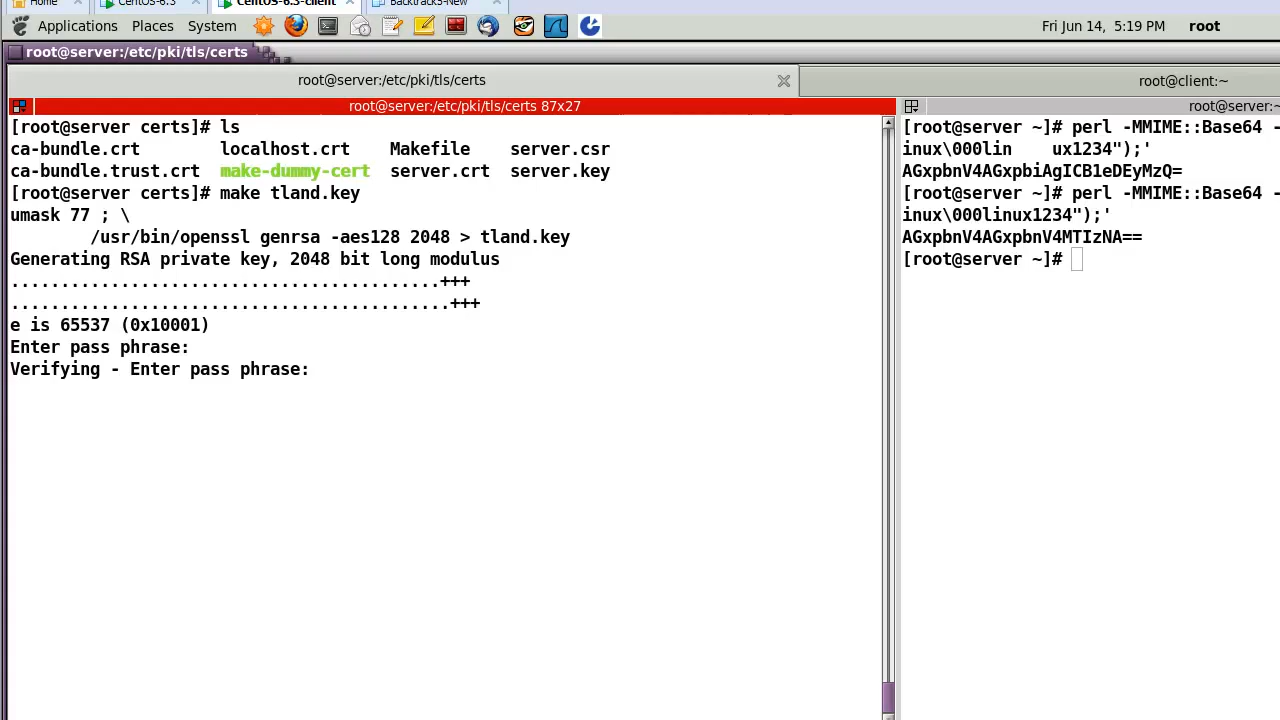 Home CentOS-6.3 CentOS-6.3-client Backtrack5-New
Applications Places System Fri Jun 14, 5:19 PM root
root@server:/etc/pki/tls/certs
root@server:/etc/pki/tls/certs root@client:~
root@server:/etc/pki/tls/certs 87x27
[root@server certs]# ls
ca-bundle.crt localhost.crt Makefile server.csr
ca-bundle.trust.crt make-dummy-cert server.crt server.key
[root@server certs]# make tland.key
umask 77 ; \
/usr/bin/openssl genrsa -aes128 2048 > tland.key
Generating RSA private key, 2048 bit long modulus
...........................................+++
............................................+++
e is 65537 (0x10001)
Enter pass phrase:
Verifying - Enter pass phrase:
root@server:~
[root@server ~]# perl -MMIME::Base64 -
inux\000lin    ux1234");'
AGxpbnV4AGxpbiAgICB1eDEyMzQ=
[root@server ~]# perl -MMIME::Base64 -
inux\000linux1234");'
AGxpbnV4AGxpbnV4MTIzNA==
[root@server ~]#